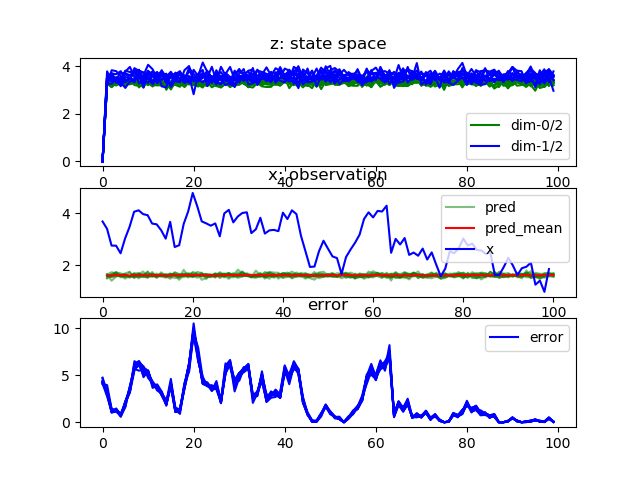 z: state space
4
2
0
dim-0/2
dim-1/2
0 20 40 60 80 100
x: observation
4
2
pred
pred_mean
x
0 20 40 60 80 100
error
10
5
0
error
0 20 40 60 80 100